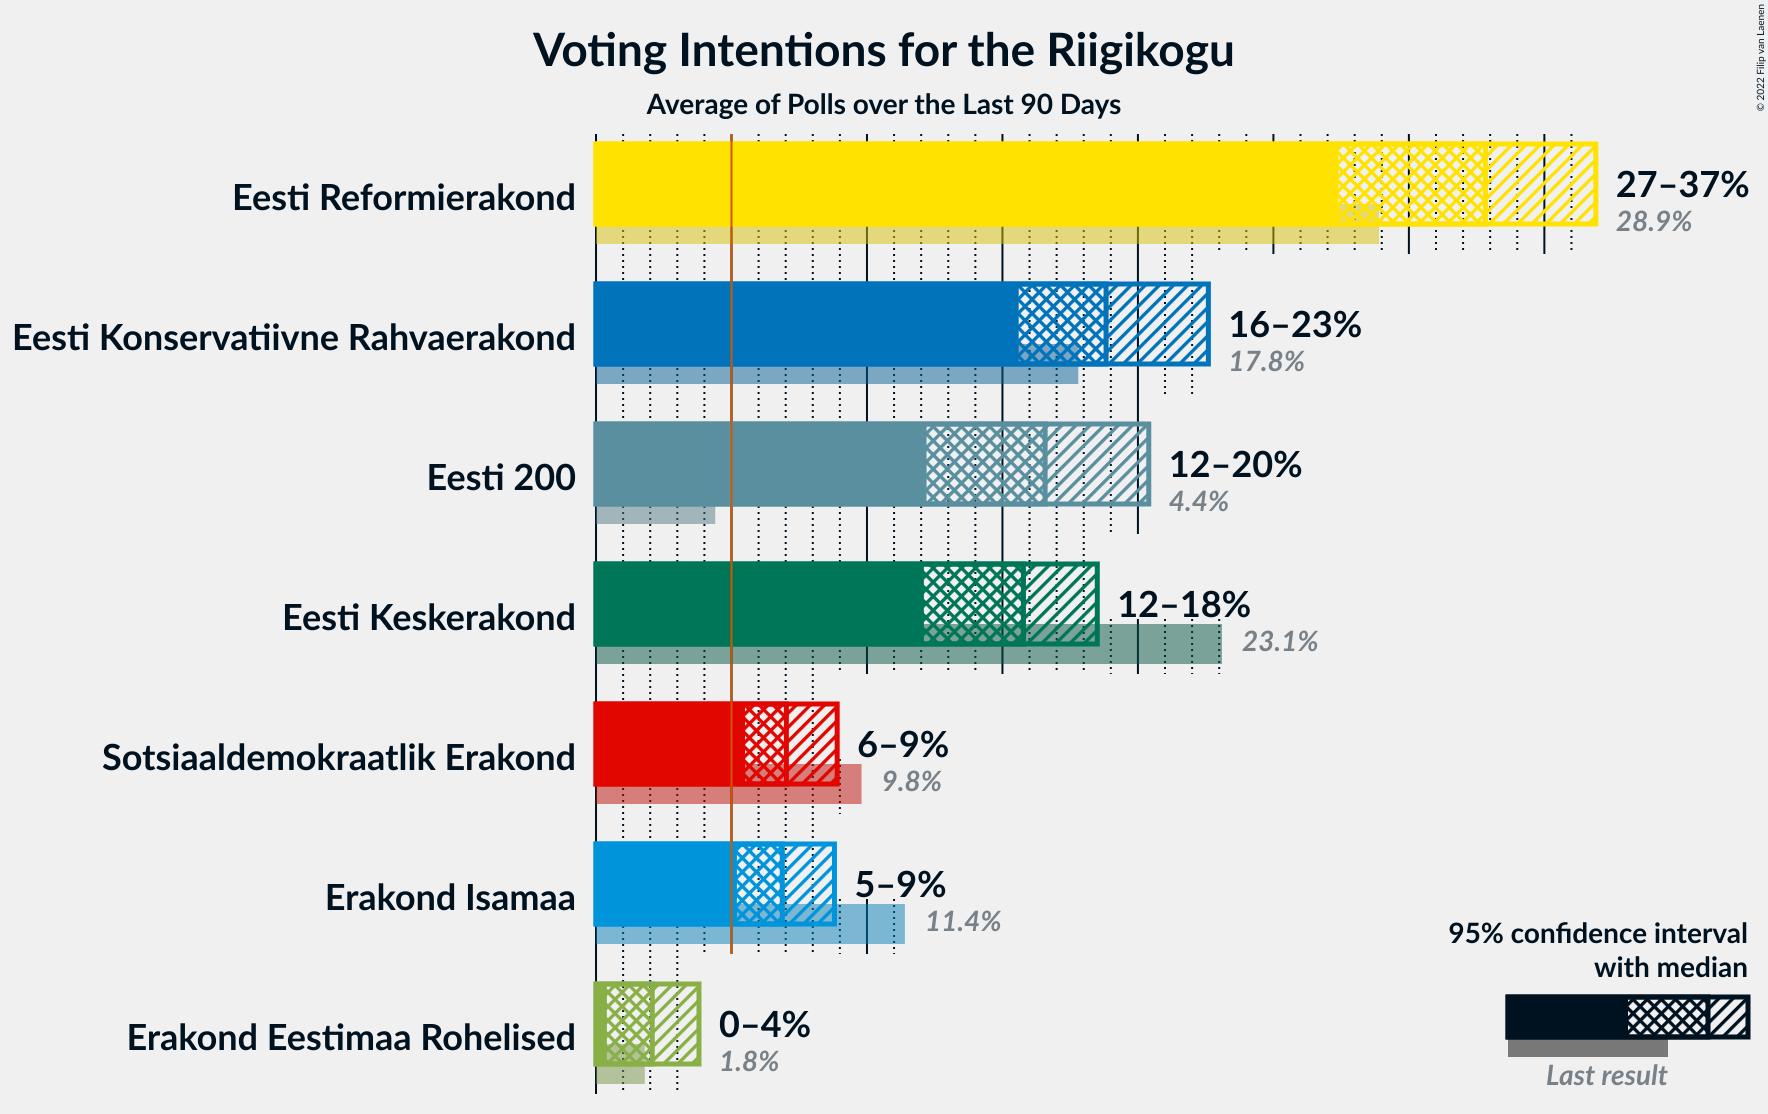 Voting Intentions for the Riigikogu
Average of Polls over the Last 90 Days
© 2022 Filip van Laenen
Eesti Reformierakond
27–37%
28.9%
Eesti Konservatiivne Rahvaerakond
16–23%
17.8%
Eesti 200
12–20%
4.4%
Eesti Keskerakond
12–18%
23.1%
Sotsiaaldemokraatlik Erakond
6–9%
9.8%
Erakond Isamaa
5–9%
11.4%
Erakond Eestimaa Rohelised
0–4%
1.8%
95% confidence interval
with median
Last result